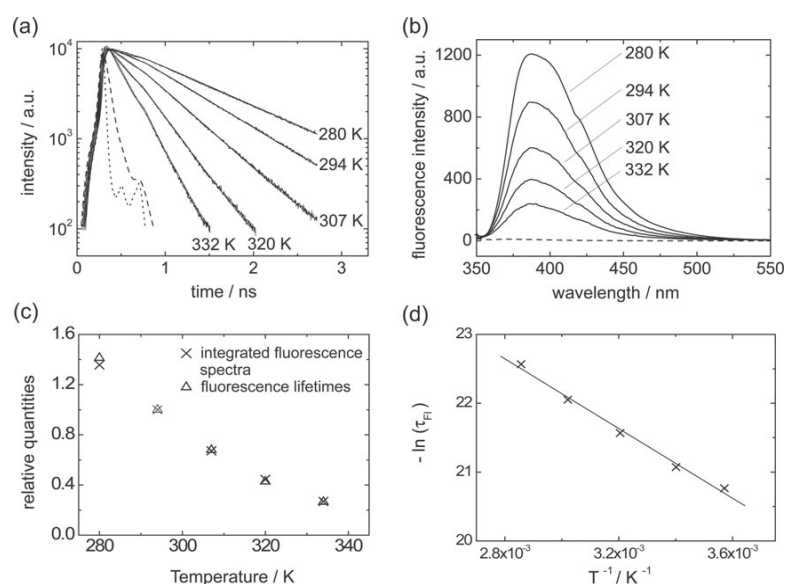 (a)
10⁴
10³
10²
intensity / a.u.
280 K
294 K
307 K
332 K 320 K
0 1 2 3
time / ns
(b)
1200
800
400
0
fluorescence intensity / a.u.
280 K
294 K
307 K
320 K
332 K
350 400 450 500 550
wavelength / nm
(c)
1.6
1.2
0.8
0.4
0.0
relative quantities
integrated fluorescence
spectra
fluorescence lifetimes
280 300 320 340
Temperature / K
(d)
23
22
21
20
- ln (τFl)
2.8x10⁻³ 3.2x10⁻³ 3.6x10⁻³
T⁻¹ / K⁻¹